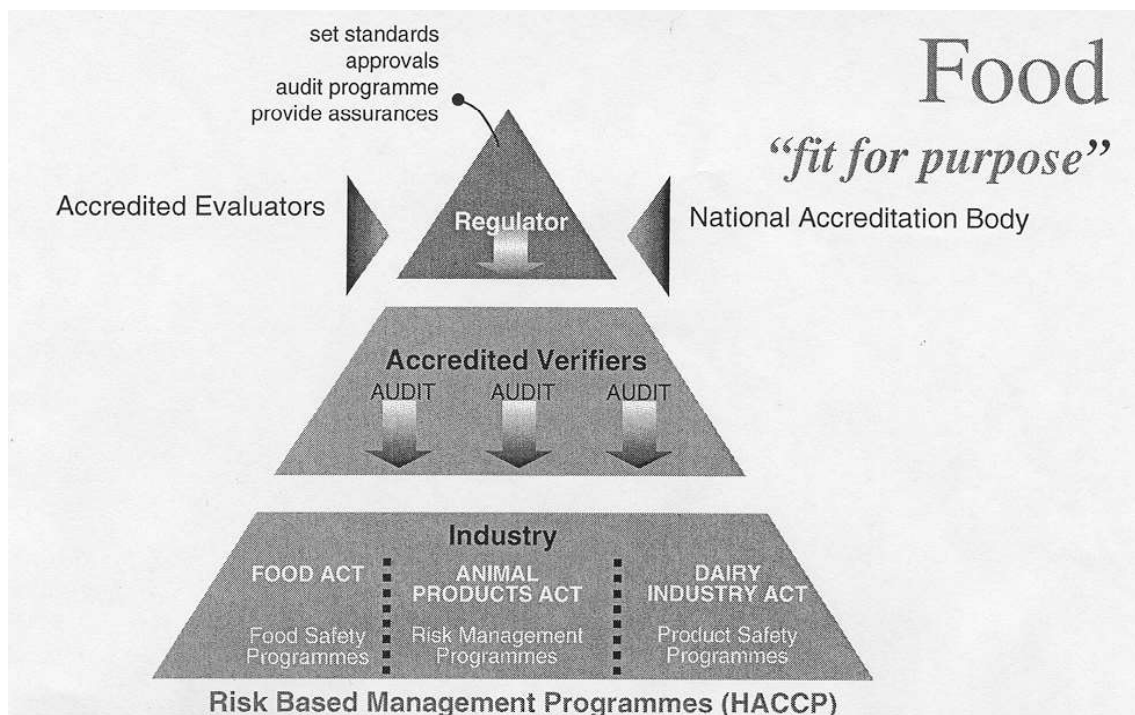 set standards
approvals
audit programme
provide assurances
Food
“fit for purpose”
Accredited Evaluators
National Accreditation Body
Regulator
Accredited Verifiers
AUDIT AUDIT AUDIT
Industry
FOOD ACT
Food Safety
Programmes
ANIMAL
PRODUCTS ACT
Risk Management
Programmes
DAIRY
INDUSTRY ACT
Product Safety
Programmes
Risk Based Management Programmes (HACCP)